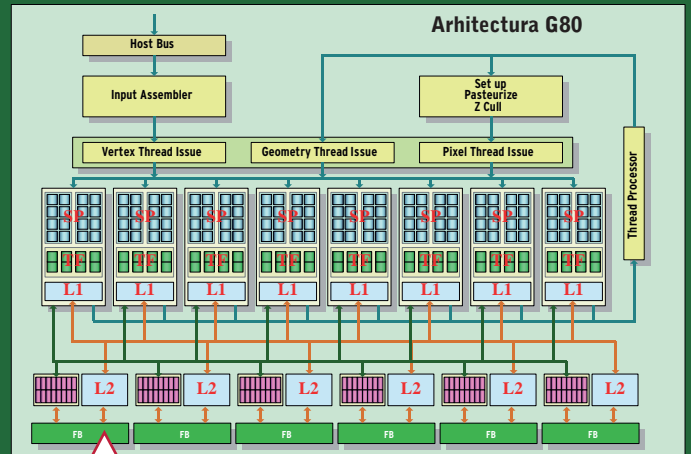 Arhitectura G80
Host Bus
Input Assembler
Set up
Pasteurize
Z Cull
Vertex Thread Issue
Geometry Thread Issue
Pixel Thread Issue
Thread Processor
SP SP SP SP SP SP SP SP
TF TF TF TF TF TF TF TF
L1 L1 L1 L1 L1 L1 L1 L1
L2 L2 L2 L2 L2 L2
FB FB FB FB FB FB